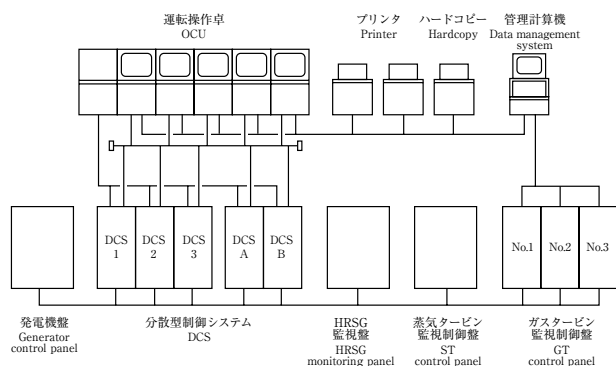 運転操作卓
OCU
プリンタ
Printer
ハードコピー
Hardcopy
管理計算機
Data management
system
DCS
1
DCS
2
DCS
3
DCS
A
DCS
B
No.1
No.2
No.3
発電機盤
Generator
control panel
分散型制御システム
DCS
HRSG
監視盤
HRSG
monitoring panel
蒸気タービン
監視制御盤
ST
control panel
ガスタービン
監視制御盤
GT
control panel